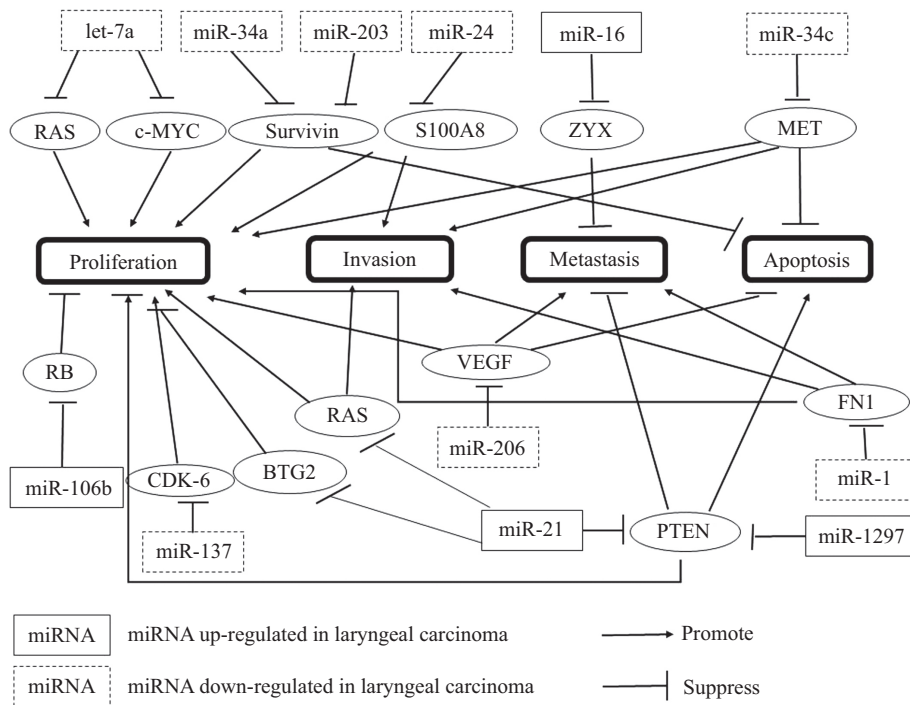 let-7a
miR-34a
miR-203
miR-24
miR-16
miR-34c
RAS
c-MYC
Survivin
S100A8
ZYX
MET
Proliferation
Invasion
Metastasis
Apoptosis
RB
VEGF
RAS
FN1
miR-206
miR-106b
CDK-6
BTG2
miR-1
miR-137
miR-21
PTEN
miR-1297
miRNA miRNA up-regulated in laryngeal carcinoma Promote
miRNA miRNA down-regulated in laryngeal carcinoma Suppress